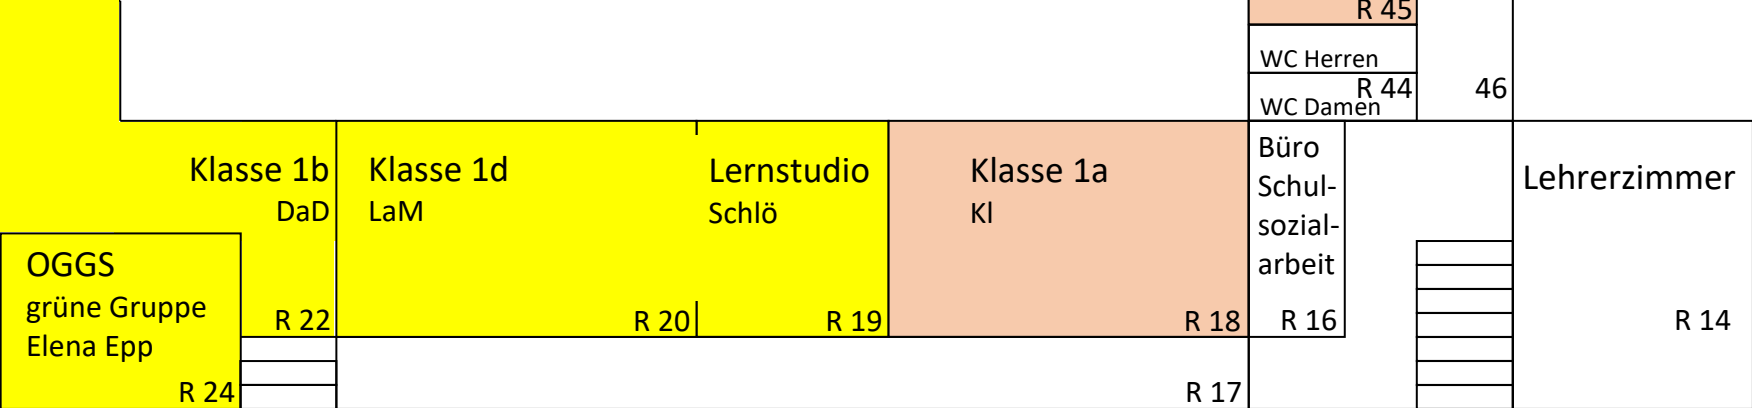 R 45
WC Herren
R 44
WC Damen
46
Klasse 1b
DaD
R 22
OGGS
grüne Gruppe
Elena Epp
R 24
Klasse 1d
LaM
R 20
Lernstudio
Schlö
R 19
Klasse 1a
Kl
R 18
R 17
Büro
Schul-
sozial-
arbeit
R 16
Lehrerzimmer
R 14